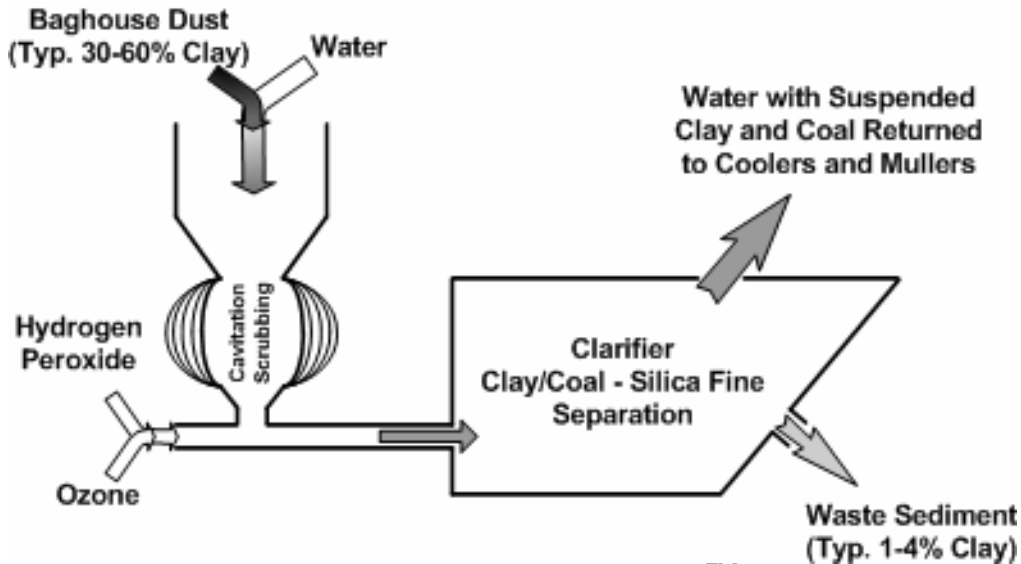 Baghouse Dust
(Typ. 30-60% Clay)
Water
Water with Suspended
Clay and Coal Returned
to Coolers and Mullers
Cavitation
Scrubbing
Hydrogen
Peroxide
Ozone
Clarifier
Clay/Coal - Silica Fine
Separation
Waste Sediment
(Typ. 1-4% Clay)